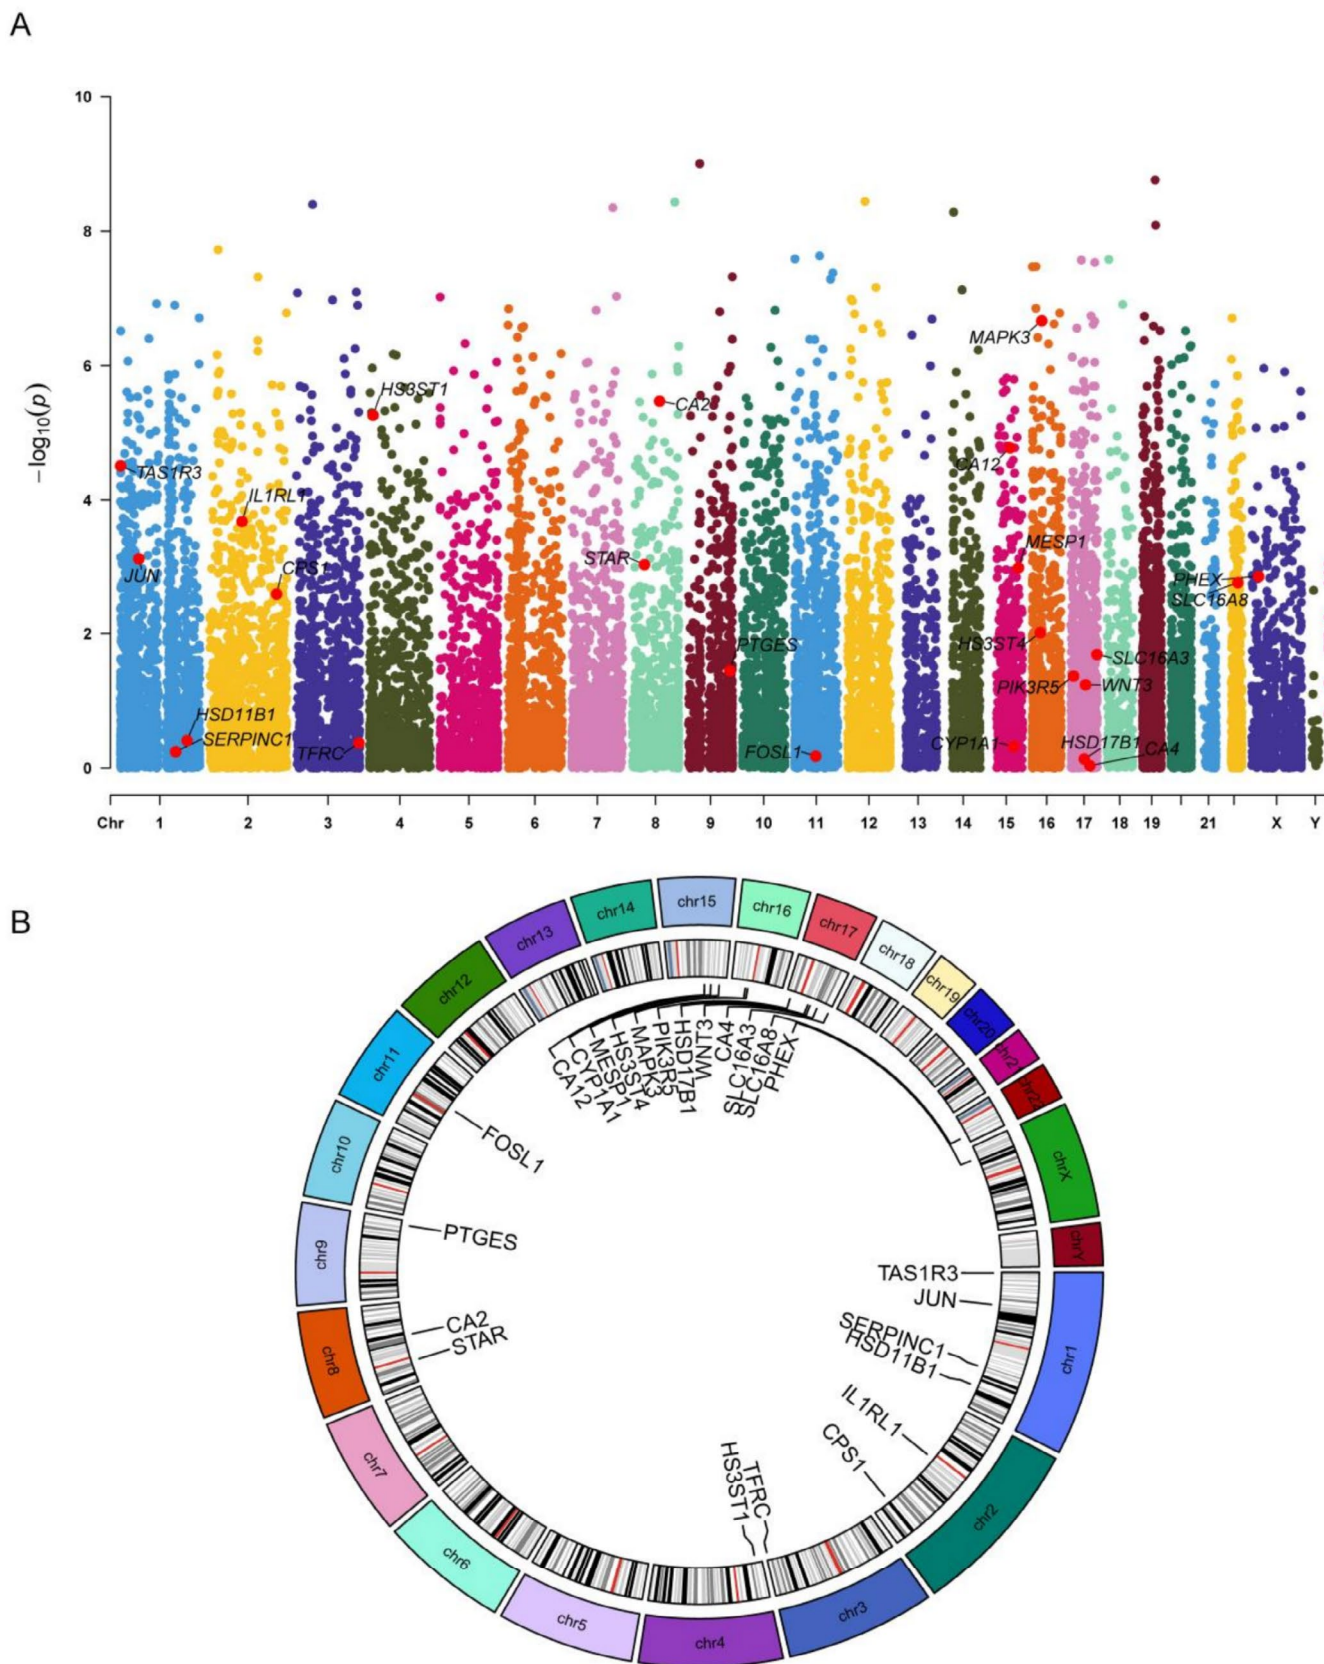 A
10
8
6
4
2
0
−log10(p)
MAPK3
HS3ST1
CA2
TAS1R3
CA12
IL1RL1
MESP1
JUN
STAR
CPS1
PHEX
SLC16A8
HS3ST4
PTGES
SLC16A3
PIK3R5
WNT3
HSD11B1
SERPINC1
TFRC
FOSL1
CYP1A1
HSD17B1
CA4
Chr 1 2 3 4 5 6 7 8 9 10 11 12 13 14 15 16 17 18 19 21 X Y
B
chr15
chr14
chr16
chr13
chr17
chr12
chr18
chr19
chr11
chr20
chr2
chr22
chr10
chrX
chr9
chrY
chr8
chr1
chr7
chr2
chr6
chr3
chr5
chr4
CA12
CYP1A1
MESP1
HS3ST4
MAPK3
PIK3R5
HSD17B1
WNT3
CA4
SLC16A3
SLC16A8
PHEX
FOSL1
PTGES
CA2
STAR
TAS1R3
JUN
SERPINC1
HSD11B1
IL1RL1
CPS1
TFRC
HS3ST1